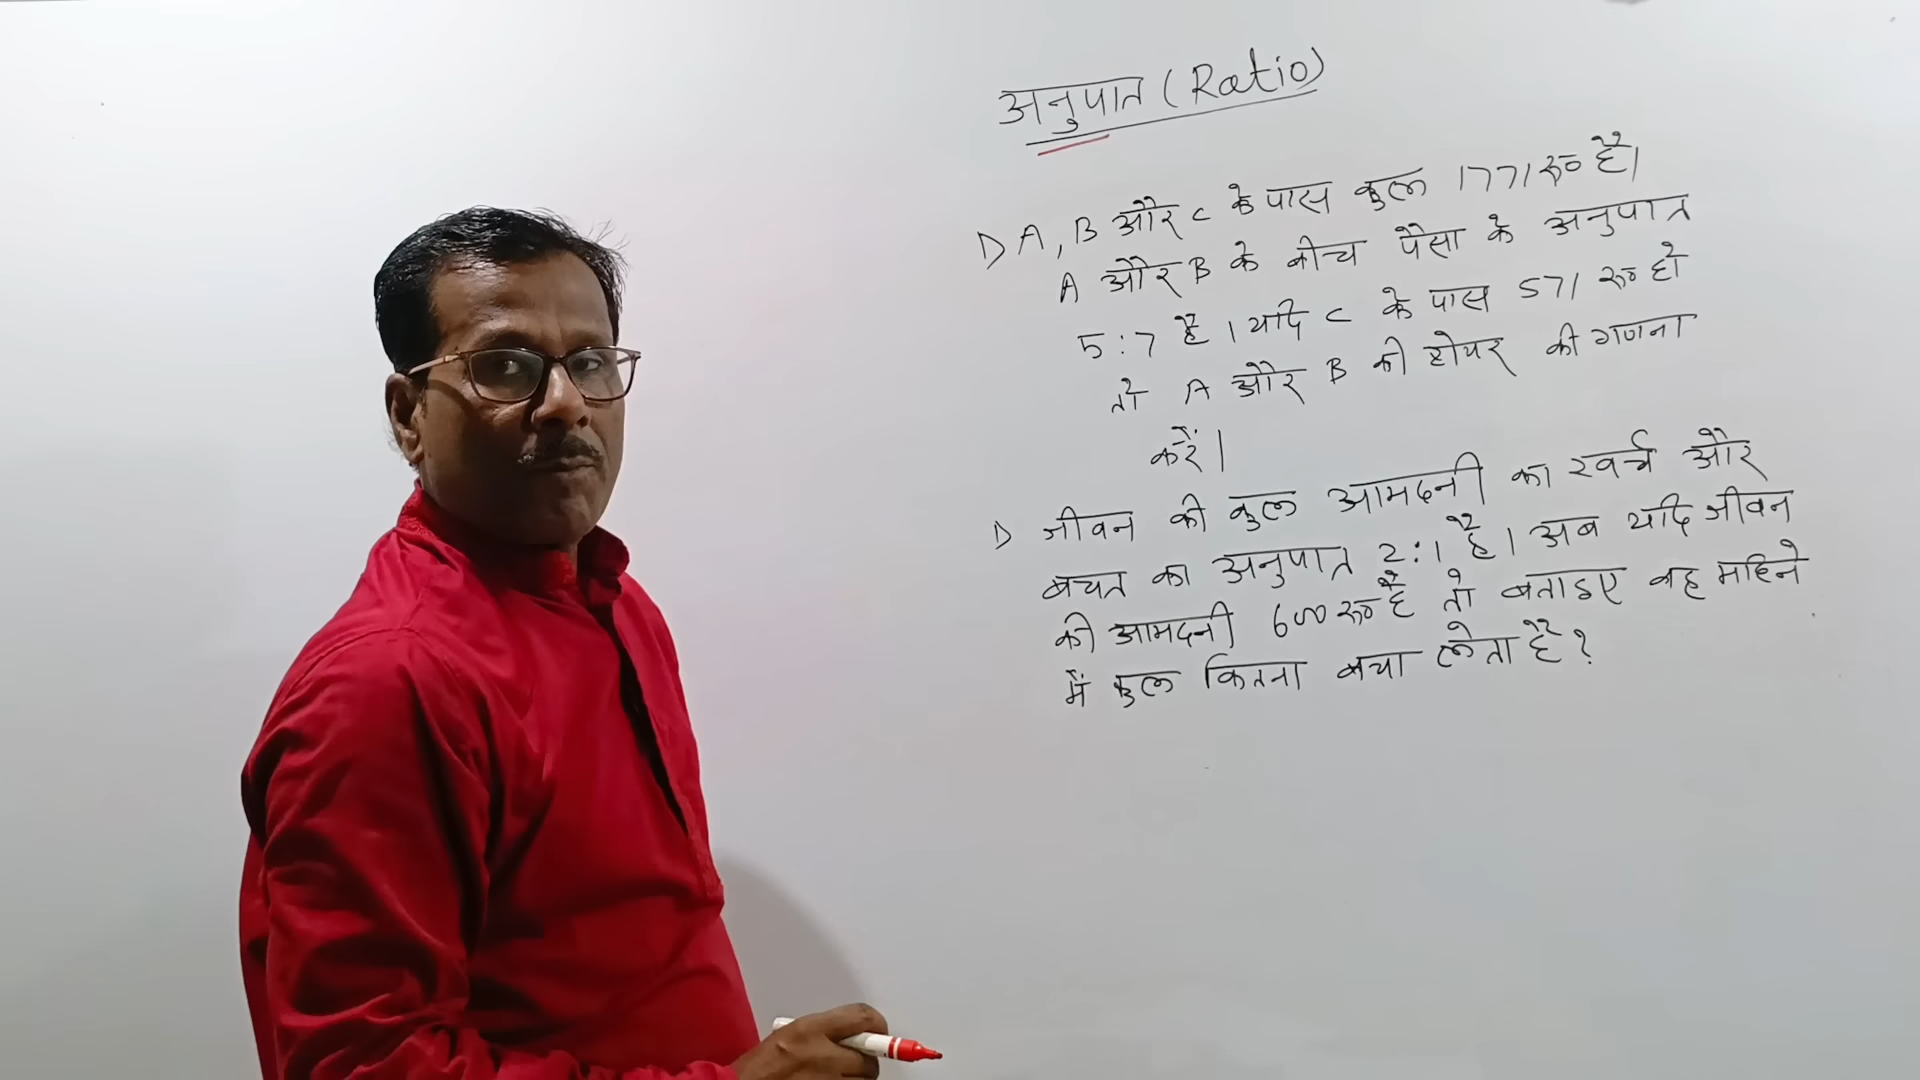 अनुपात (Ratio)
1) A, B और C के पास कुल 1771 रू० है।
A और B के बीच पैसा के अनुपात
5:7 है। यदि C के पास 571 रू० हो
तो A और B की शेयर की गणना
करें।
1) जीवन की कुल आमदनी का खर्च और
बचत का अनुपात 2:1 है। अब यदि जीवन
की आमदनी 600 रू० है तो बताइए वह महिने
में कुल कितना बचा लेता है?